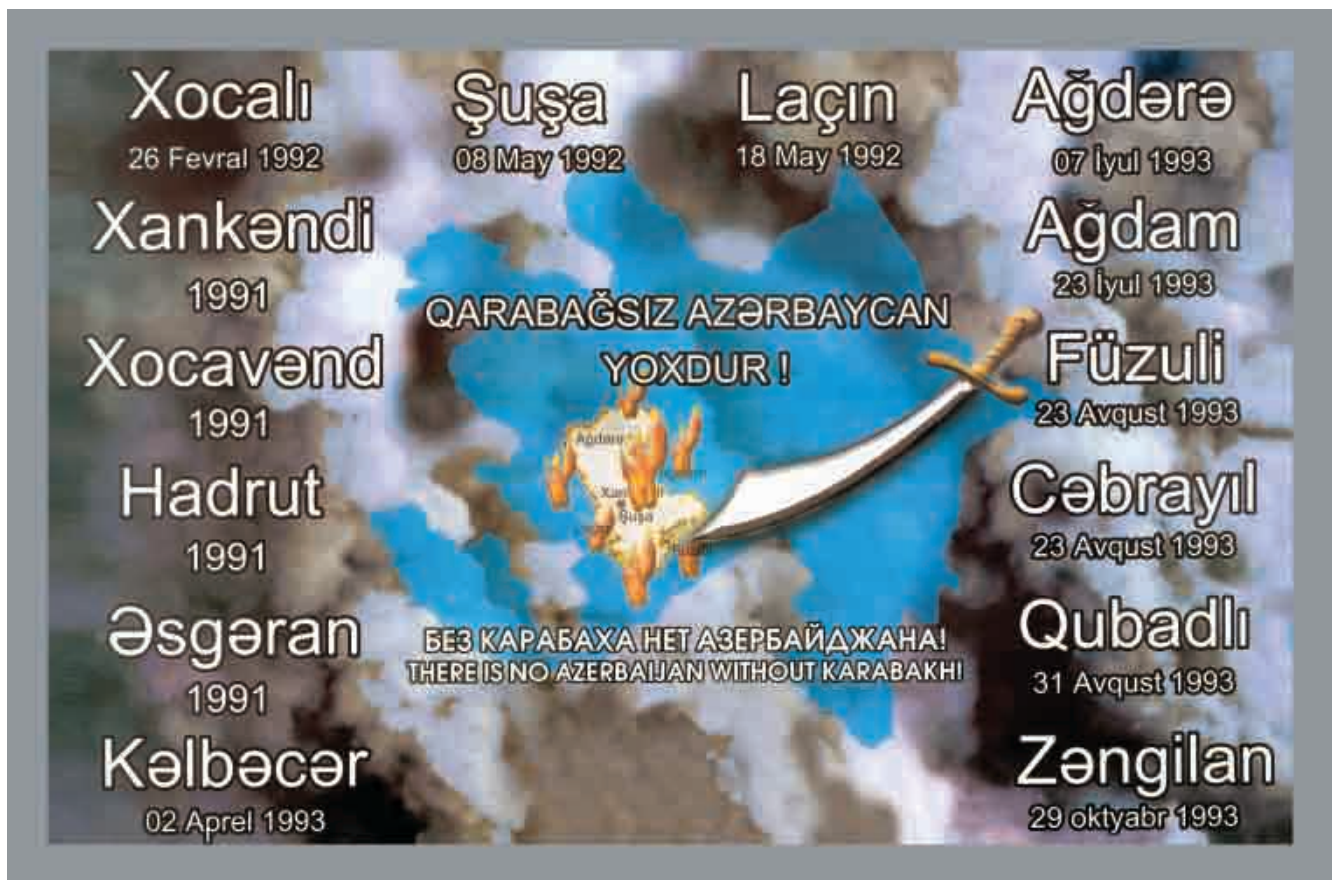 Xocalı
26 Fevral 1992
Şuşa
08 May 1992
Laçın
18 May 1992
Ağdərə
07 İyul 1993
Xankəndi
1991
Ağdam
23 İyul 1993
QARABAĞSIZ AZƏRBAYCAN
YOXDUR !
Xocavənd
1991
Füzuli
23 Avqust 1993
Ağdərə
Şuşa
Hadrut
1991
Cəbrayıl
23 Avqust 1993
Əsgəran
1991
БЕЗ КАРАБАХА НЕТ АЗЕРБАЙДЖАНА!
THERE IS NO AZERBAIJAN WITHOUT KARABAKH!
Qubadlı
31 Avqust 1993
Kəlbəcər
02 Aprel 1993
Zəngilan
29 oktyabr 1993